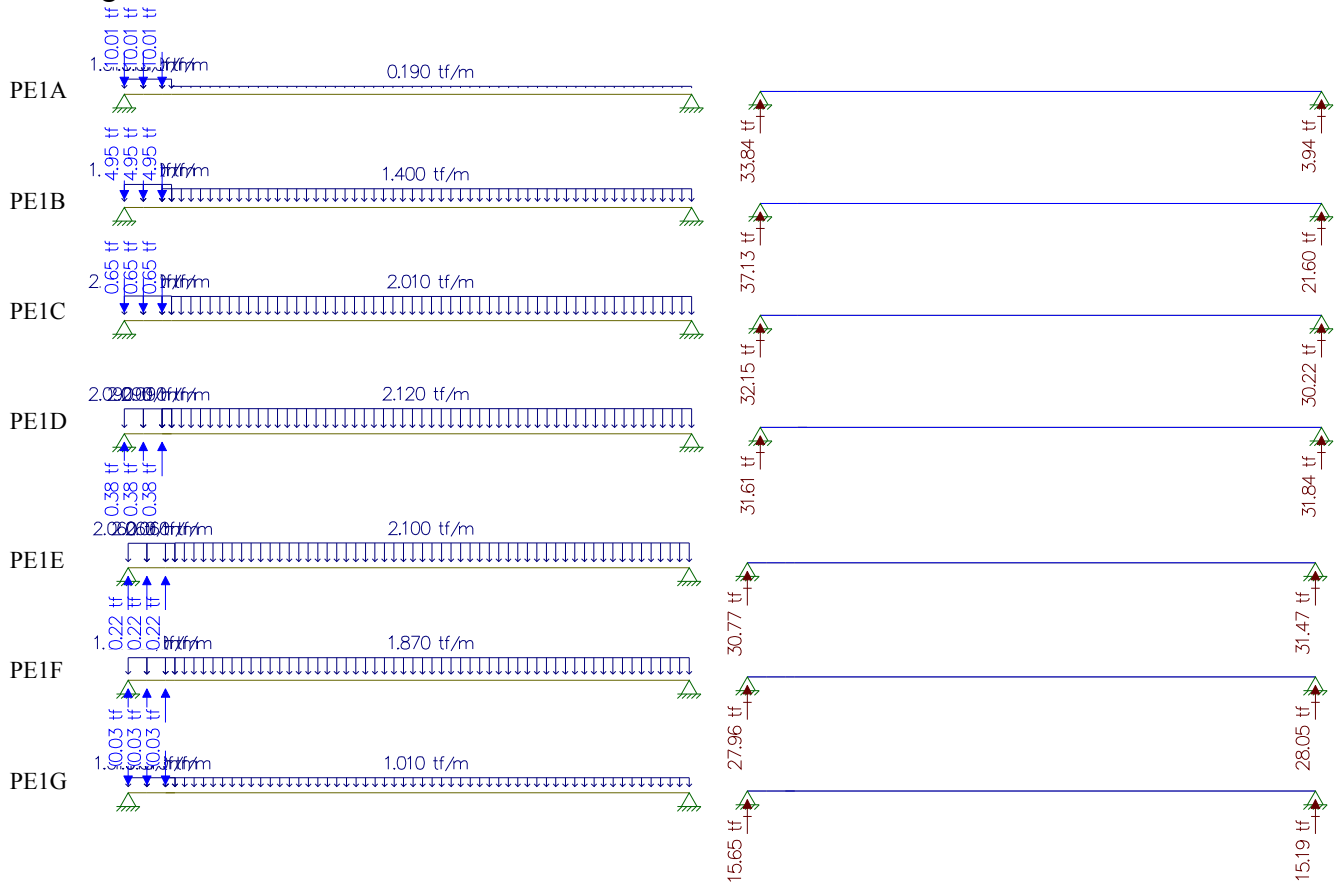 10.01 tf 10.01 tf 10.01 tf
0.190 tf/m
PE1A
33.84 tf 3.94 tf
4.95 tf 4.95 tf 4.95 tf
1.400 tf/m
PE1B
37.13 tf 21.60 tf
0.65 tf 0.65 tf 0.65 tf
2.010 tf/m
PE1C
32.15 tf 30.22 tf
2.120 tf/m
PE1D
0.38 tf 0.38 tf 0.38 tf
31.61 tf 31.84 tf
2.100 tf/m
PE1E
0.22 tf 0.22 tf 0.22 tf
30.77 tf 31.47 tf
1.870 tf/m
PE1F
0.03 tf 0.03 tf 0.03 tf
27.96 tf 28.05 tf
1.010 tf/m
PE1G
15.65 tf 15.19 tf